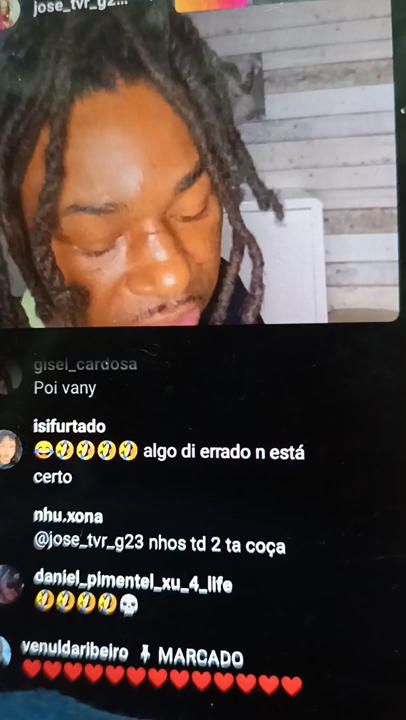 jose_tvr_g2...
gisel_cardosa
Poi vany
isifurtado
😂🤣🤣🤣🤣 algo di errado n está
certo
nhu.xona
@jose_tvr_g23 nhos td 2 ta coça
daniel_pimentel_xu_4_life
🤣🤣🤣🤣💀
venuldaribeiro 📌 MARCADO
❤️❤️❤️❤️❤️❤️❤️❤️❤️❤️❤️❤️❤️